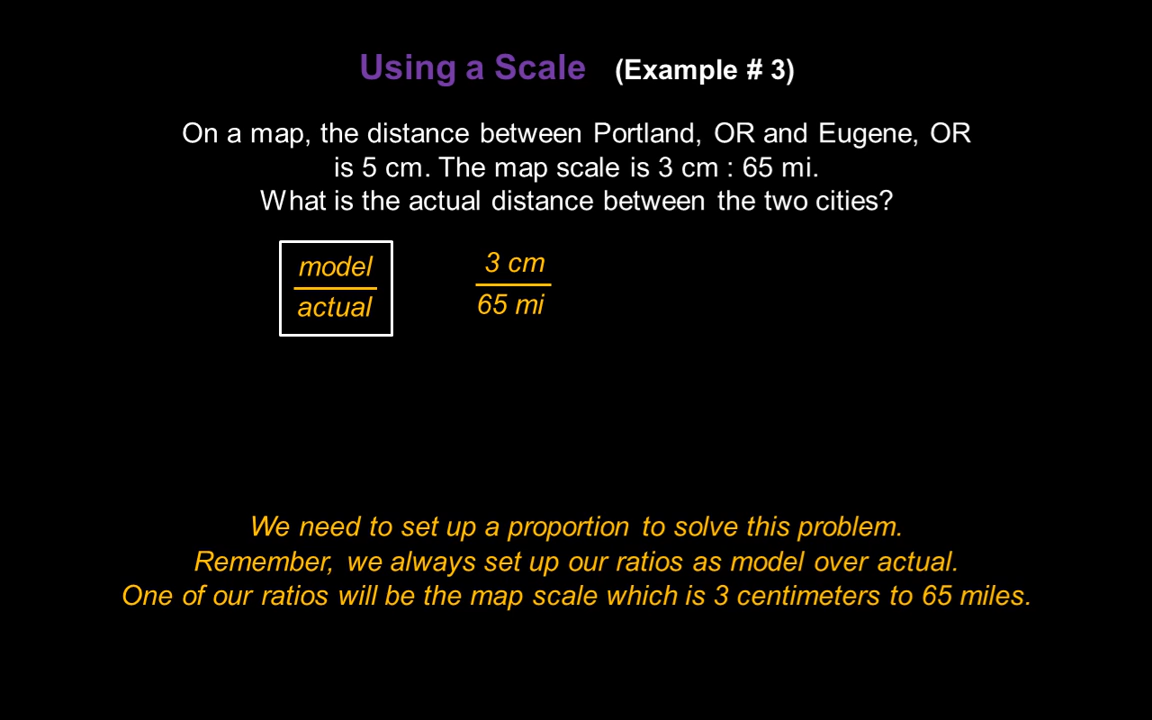 Using a Scale (Example # 3)
On a map, the distance between Portland, OR and Eugene, OR
is 5 cm. The map scale is 3 cm : 65 mi.
What is the actual distance between the two cities?
model
actual
3 cm
65 mi
We need to set up a proportion to solve this problem.
Remember, we always set up our ratios as model over actual.
One of our ratios will be the map scale which is 3 centimeters to 65 miles.